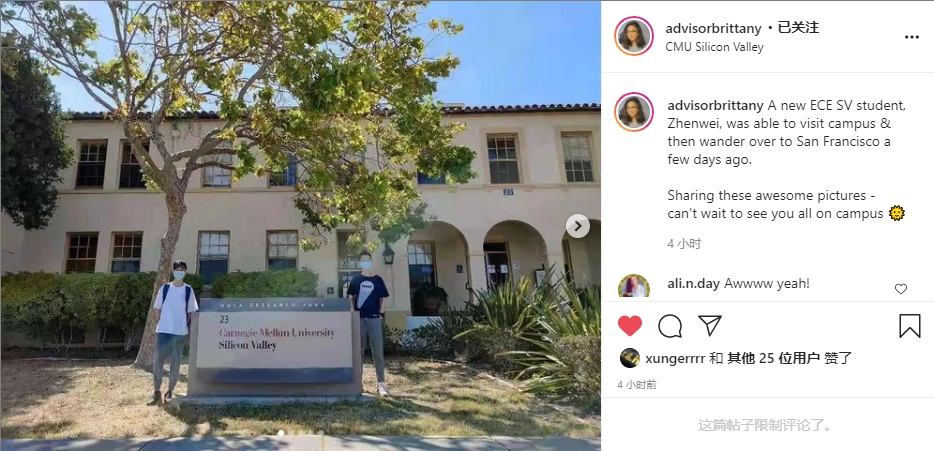 23
NASA RESEARCH PARK
23
Carnegie Mellon University
Silicon Valley
advisorbrittany • 已关注
CMU Silicon Valley
advisorbrittany A new ECE SV student,
Zhenwei, was able to visit campus &
then wander over to San Francisco a
few days ago.
Sharing these awesome pictures -
can't wait to see you all on campus 🌞
4 小时
ali.n.day Awwww yeah!
xungerrrr 和 其他 25 位用户 赞了
4 小时前
这篇帖子限制评论了。